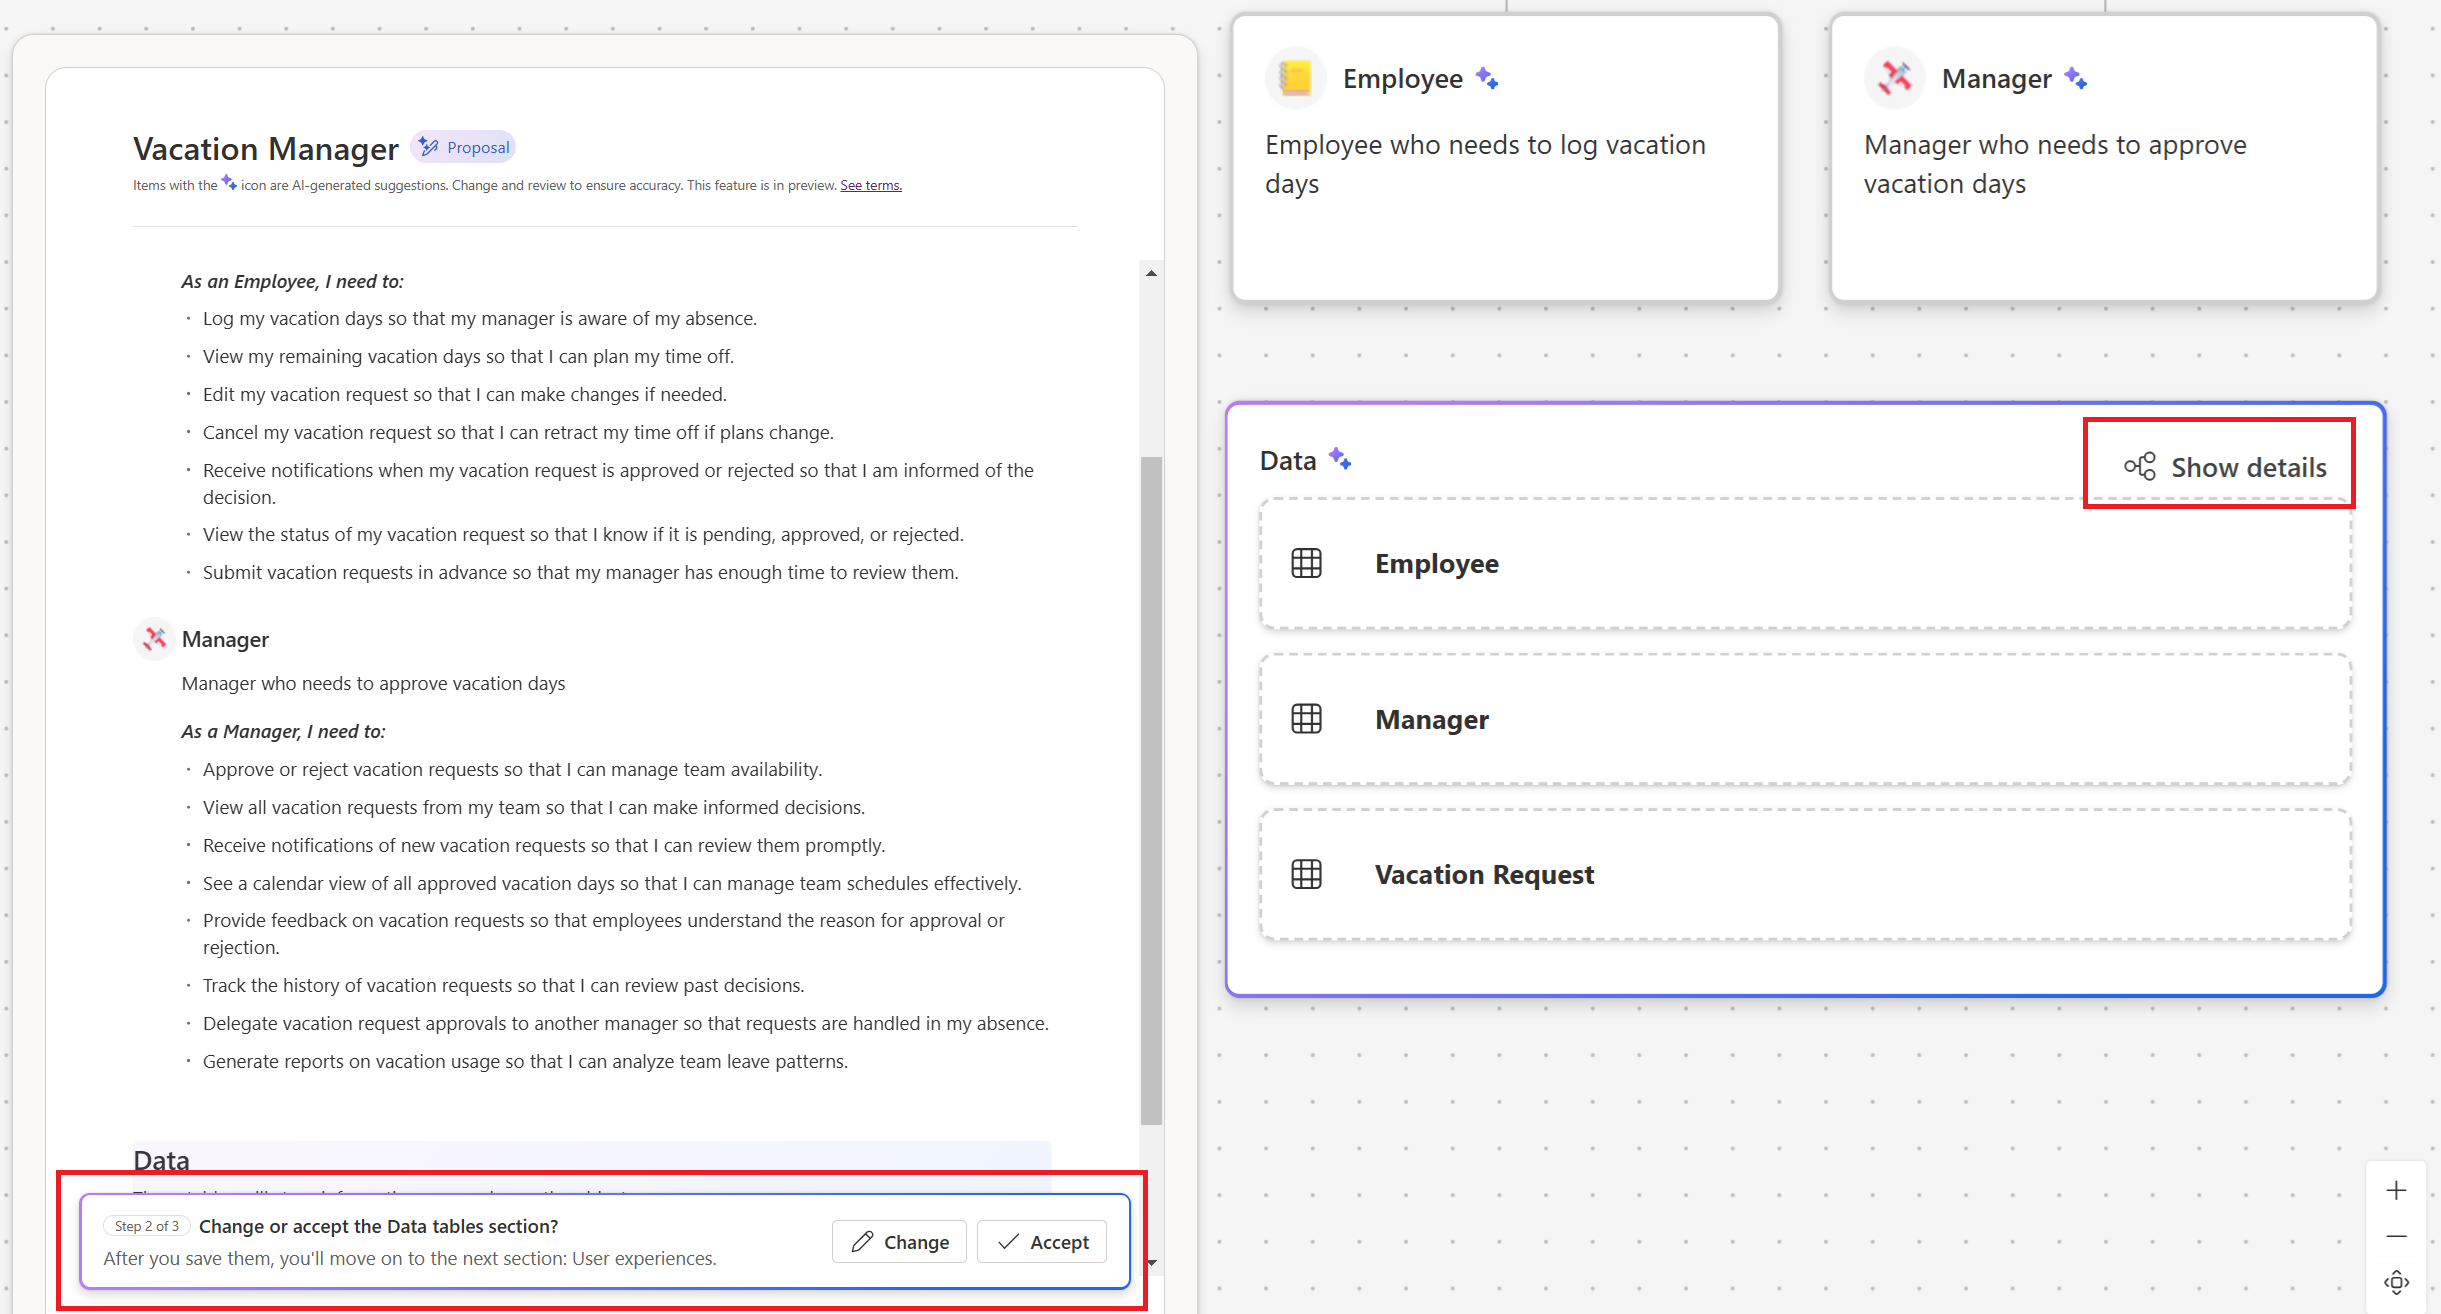 Vacation Manager
Proposal
Items with the icon are AI-generated suggestions. Change and review to ensure accuracy. This feature is in preview. See terms.
As an Employee, I need to:
· Log my vacation days so that my manager is aware of my absence.
· View my remaining vacation days so that I can plan my time off.
· Edit my vacation request so that I can make changes if needed.
· Cancel my vacation request so that I can retract my time off if plans change.
· Receive notifications when my vacation request is approved or rejected so that I am informed of the
decision.
· View the status of my vacation request so that I know if it is pending, approved, or rejected.
· Submit vacation requests in advance so that my manager has enough time to review them.
Manager
Manager who needs to approve vacation days
As a Manager, I need to:
· Approve or reject vacation requests so that I can manage team availability.
· View all vacation requests from my team so that I can make informed decisions.
· Receive notifications of new vacation requests so that I can review them promptly.
· See a calendar view of all approved vacation days so that I can manage team schedules effectively.
· Provide feedback on vacation requests so that employees understand the reason for approval or
rejection.
· Track the history of vacation requests so that I can review past decisions.
· Delegate vacation request approvals to another manager so that requests are handled in my absence.
· Generate reports on vacation usage so that I can analyze team leave patterns.
Data
Step 2 of 3 Change or accept the Data tables section?
After you save them, you'll move on to the next section: User experiences.
Change
Accept
Employee
Employee who needs to log vacation
days
Manager
Manager who needs to approve
vacation days
Data
Show details
Employee
Manager
Vacation Request